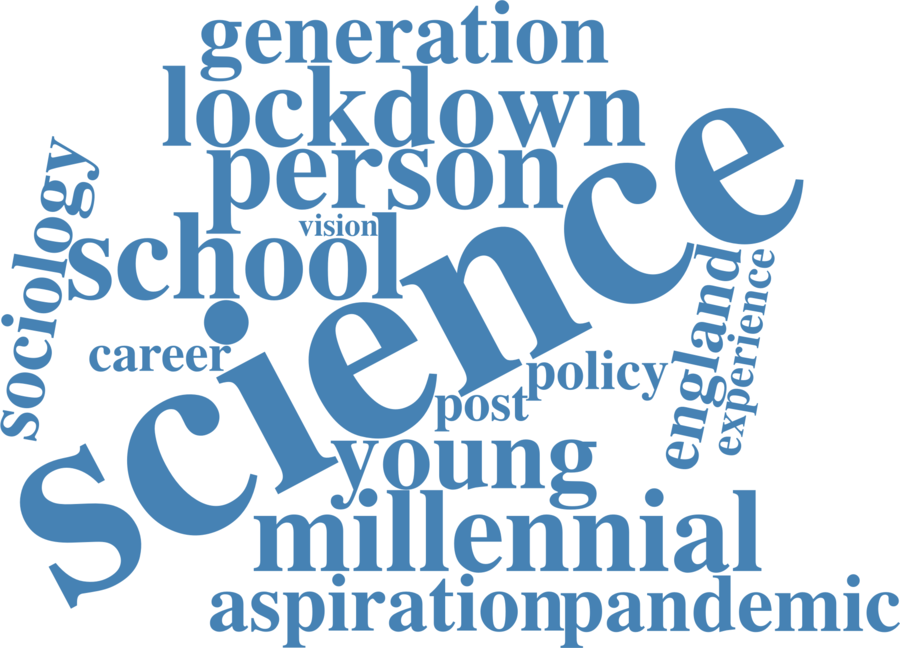 generation
lockdown
person
vision
school
science
sociology
career
england
experience
policy
post
young
millennial
aspiration
pandemic